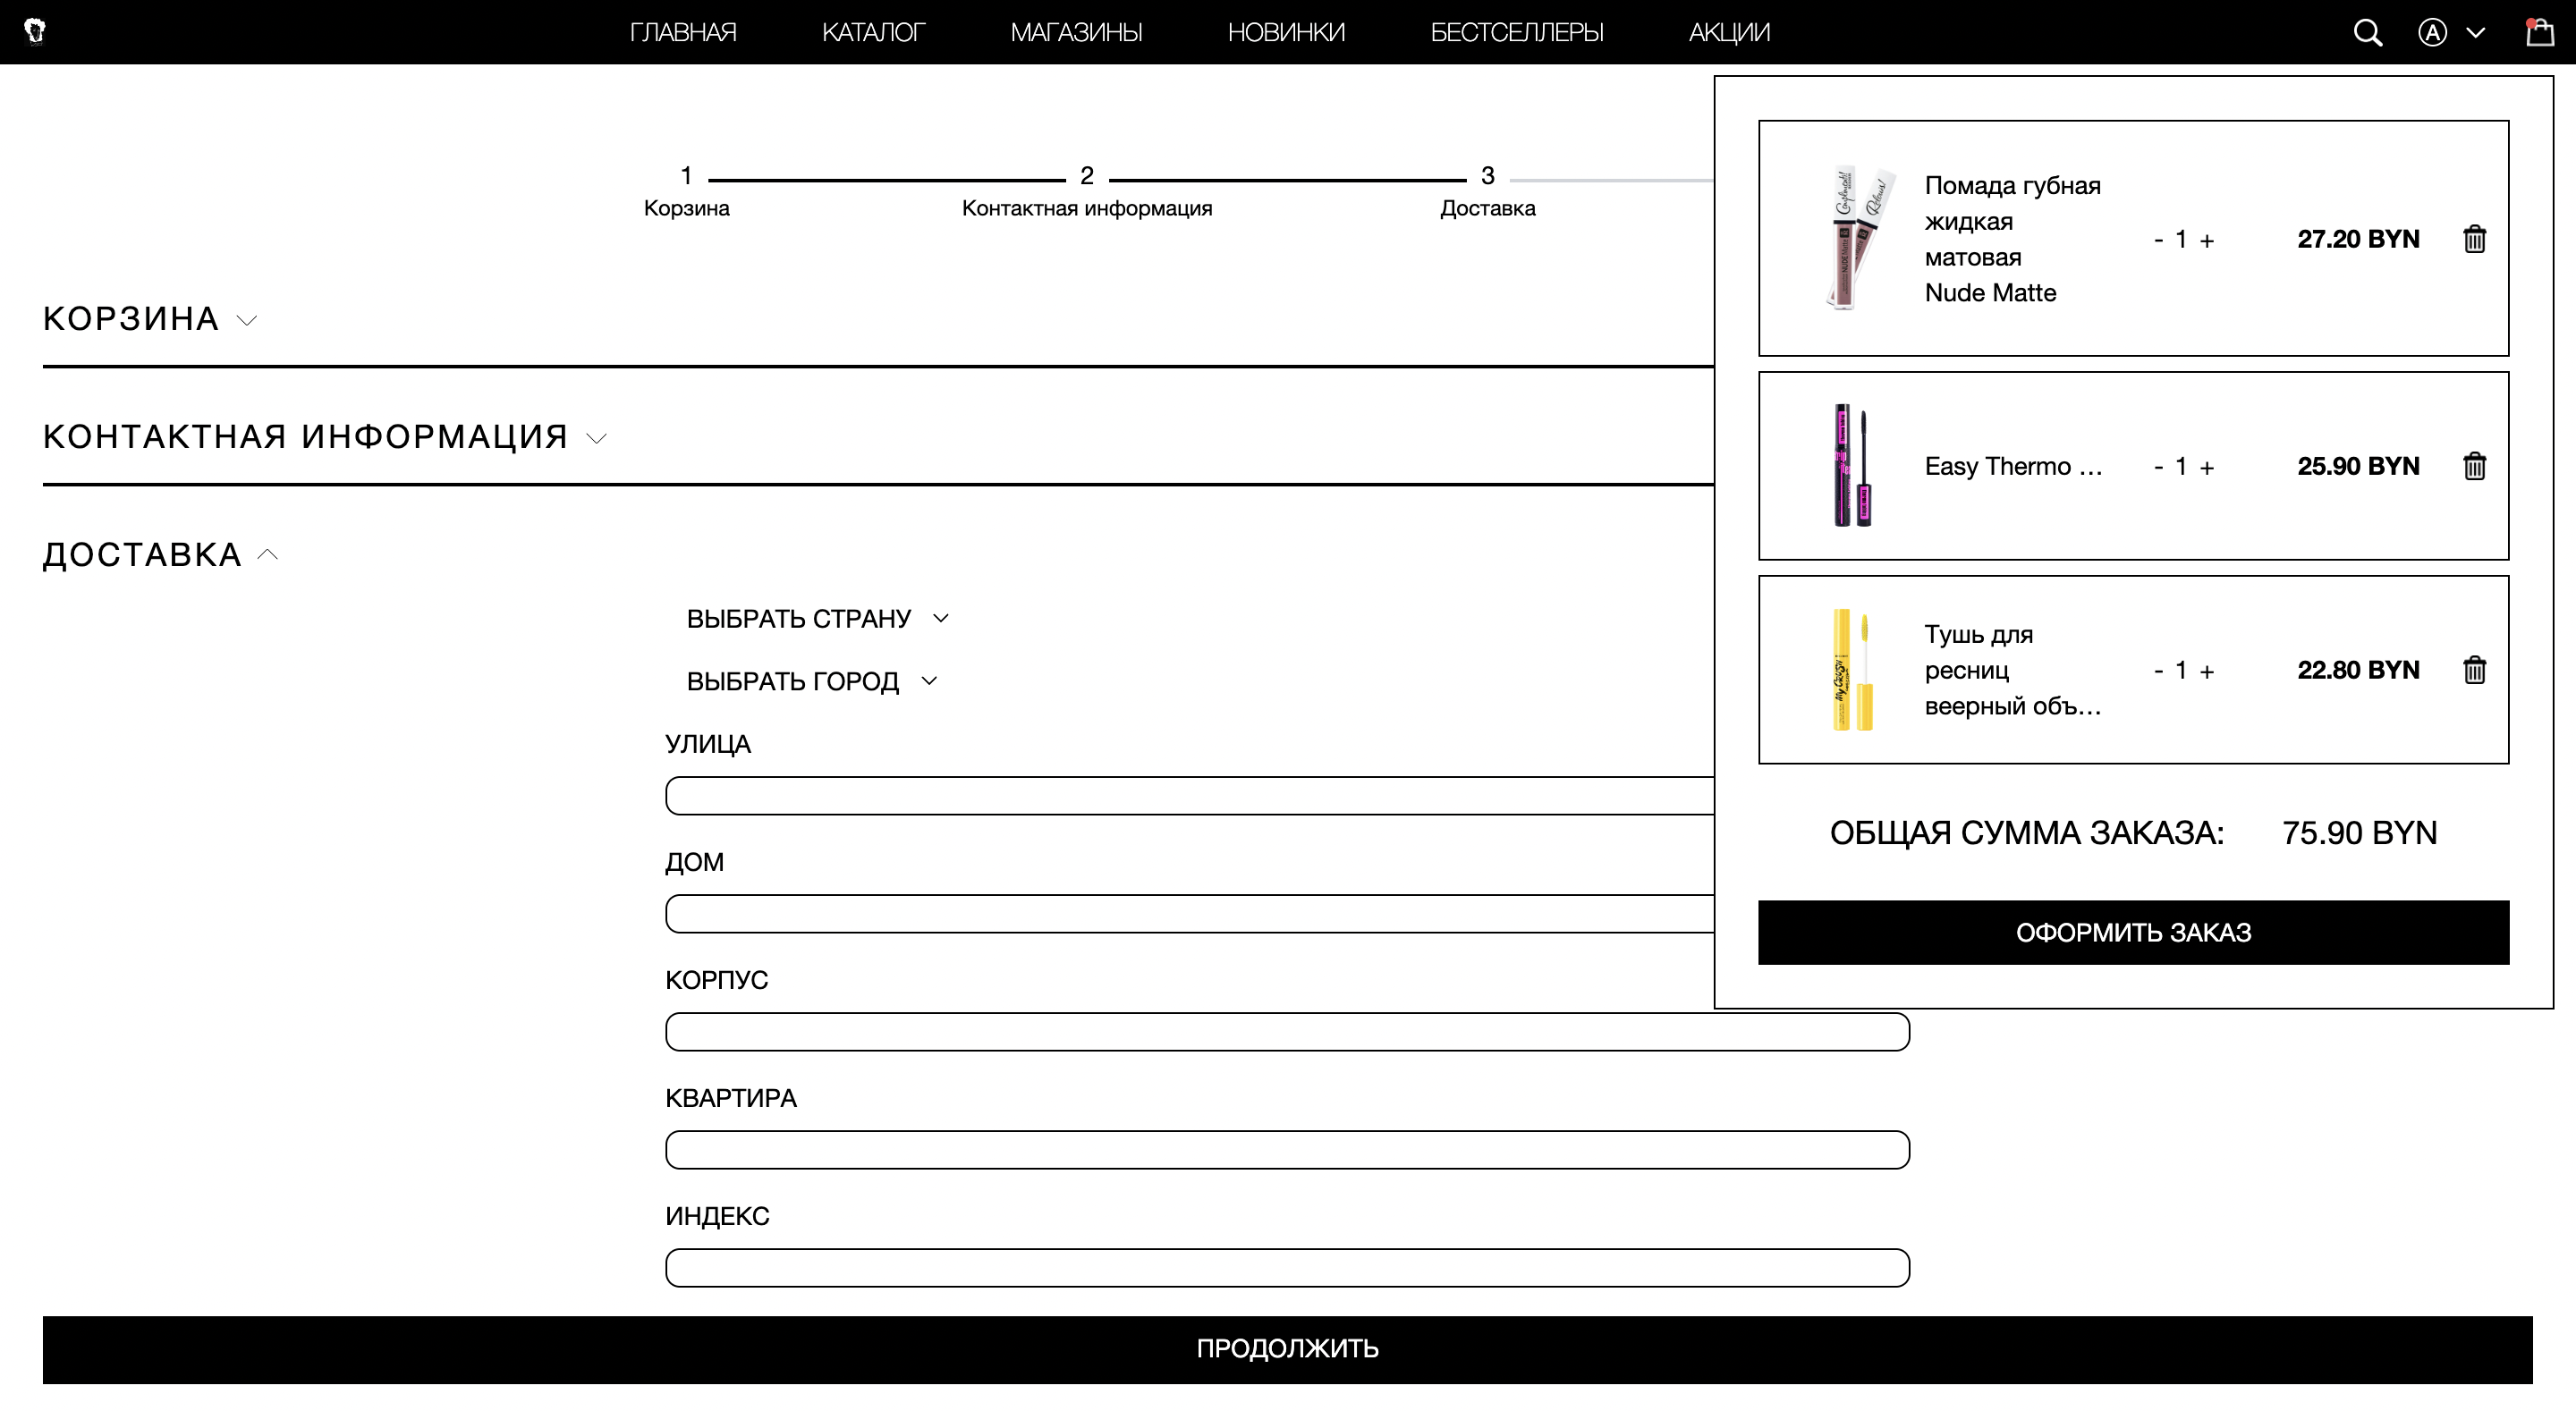 ГЛАВНАЯ КАТАЛОГ МАГАЗИНЫ НОВИНКИ БЕСТСЕЛЛЕРЫ АКЦИИ
A
1 2 3
Корзина Контактная информация Доставка
КОРЗИНА
КОНТАКТНАЯ ИНФОРМАЦИЯ
ДОСТАВКА
ВЫБРАТЬ СТРАНУ
ВЫБРАТЬ ГОРОД
УЛИЦА
ДОМ
КОРПУС
КВАРТИРА
ИНДЕКС
ПРОДОЛЖИТЬ
Помада губная
жидкая
матовая
Nude Matte
- 1 +
27.20 BYN
Easy Thermo ...
- 1 +
25.90 BYN
Тушь для
ресниц
веерный объ...
- 1 +
22.80 BYN
ОБЩАЯ СУММА ЗАКАЗА: 75.90 BYN
ОФОРМИТЬ ЗАКАЗ